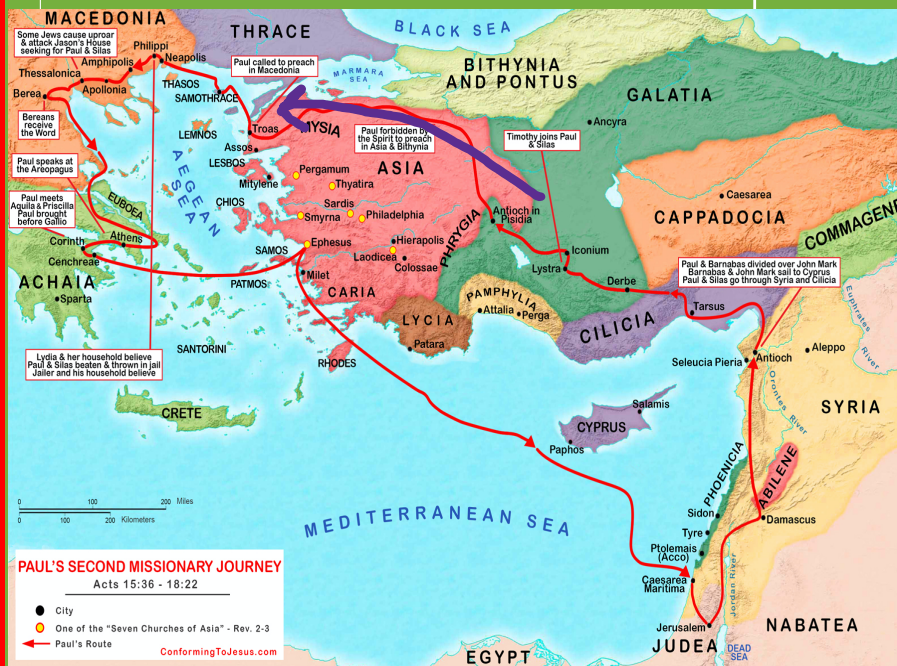 MACEDONIA
THRACE
BLACK SEA
BITHYNIA
AND PONTUS
GALATIA
Some Jews cause uproar
& attack Jason's House
seeking for Paul & Silas
Philippi
Neapolis
Amphipolis
Thessalonica
Apollonia
Berea
Paul called to preach
in Macedonia
MARMARA
SEA
THASOS
SAMOTHRACE
Bereans
receive
the Word
LEMNOS
Troas
MYSIA
Paul forbidden by
the Spirit to preach
in Asia & Bithynia
Timothy joins Paul
& Silas
Ancyra
Assos
LESBOS
Mitylene
ASIA
Pergamum
Thyatira
Paul speaks at
the Areopagus
AEGEAN
SEA
CHIOS
Sardis
Smyrna
Philadelphia
PHRYGIA
Antioch in
Pisidia
Caesarea
CAPPADOCIA
COMMAGENE
Paul meets
Aquila & Priscilla
Paul brought
before Gallio
EUBOEA
Athens
Corinth
Cenchreae
SAMOS
Ephesus
Hierapolis
Laodicea
Colossae
Iconium
Lystra
Derbe
Paul & Barnabas divided over John Mark
Barnabas & John Mark sail to Cyprus
Paul & Silas go through Syria and Cilicia
ACHAIA
Sparta
PATMOS
Milet
CARIA
LYCIA
Patara
PAMPHYLIA
Attalia
Perga
CILICIA
Tarsus
Euphrates
River
Lydia & her household believe
Paul & Silas beaten & thrown in jail
Jailer and his household believe
SANTORINI
RHODES
Seleucia Pieria
Antioch
Aleppo
Orontes River
SYRIA
CRETE
CYPRUS
Salamis
Paphos
PHOENICIA
ABILENE
Sidon
Damascus
Tyre
Ptolemais
(Acco)
MEDITERRANEAN SEA
0 100 200 Miles
0 100 200 Kilometers
Caesarea
Maritima
Jordan River
Jerusalem
JUDEA
DEAD
SEA
NABATEA
EGYPT
PAUL'S SECOND MISSIONARY JOURNEY
Acts 15:36 - 18:22
City
One of the "Seven Churches of Asia" - Rev. 2-3
Paul's Route
ConformingToJesus.com